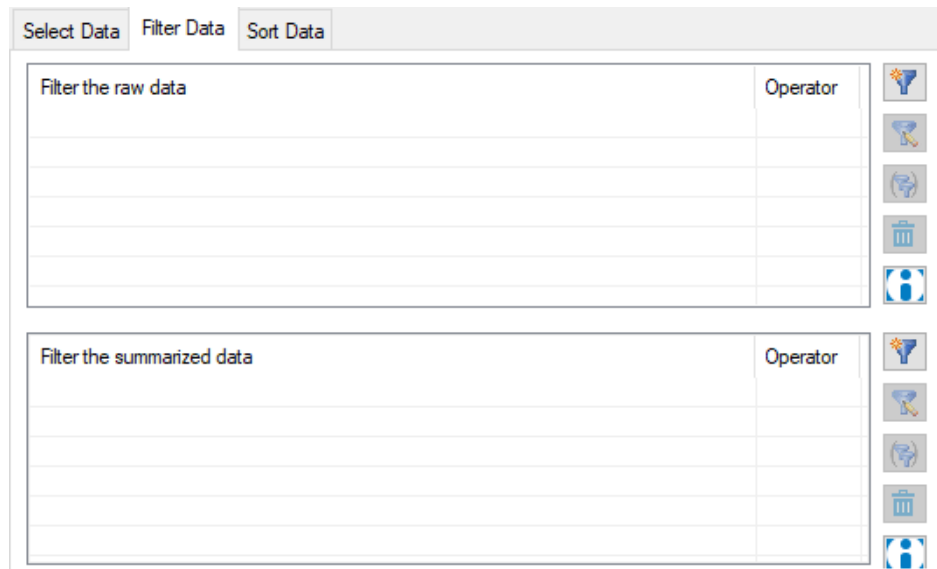 Select Data Filter Data Sort Data
Filter the raw data Operator
Filter the summarized data Operator